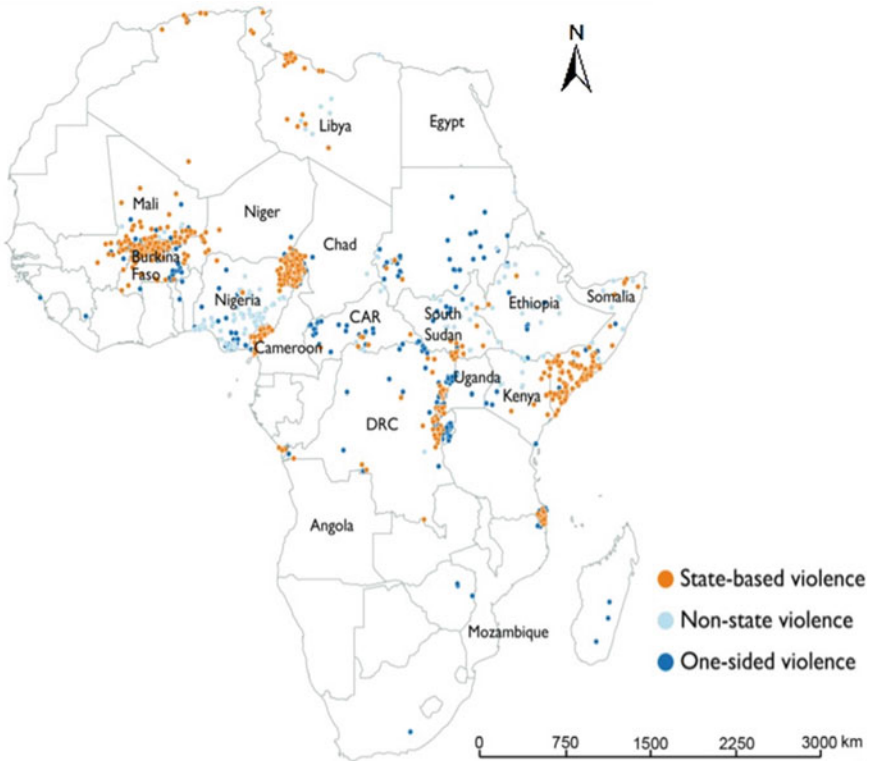 N
Libya
Egypt
Mali
Niger
Chad
Burkina
Faso
Nigeria
CAR
South
Sudan
Ethiopia
Somalia
Cameroon
Uganda
Kenya
DRC
Angola
Mozambique
State-based violence
Non-state violence
One-sided violence
0 750 1500 2250 3000 km